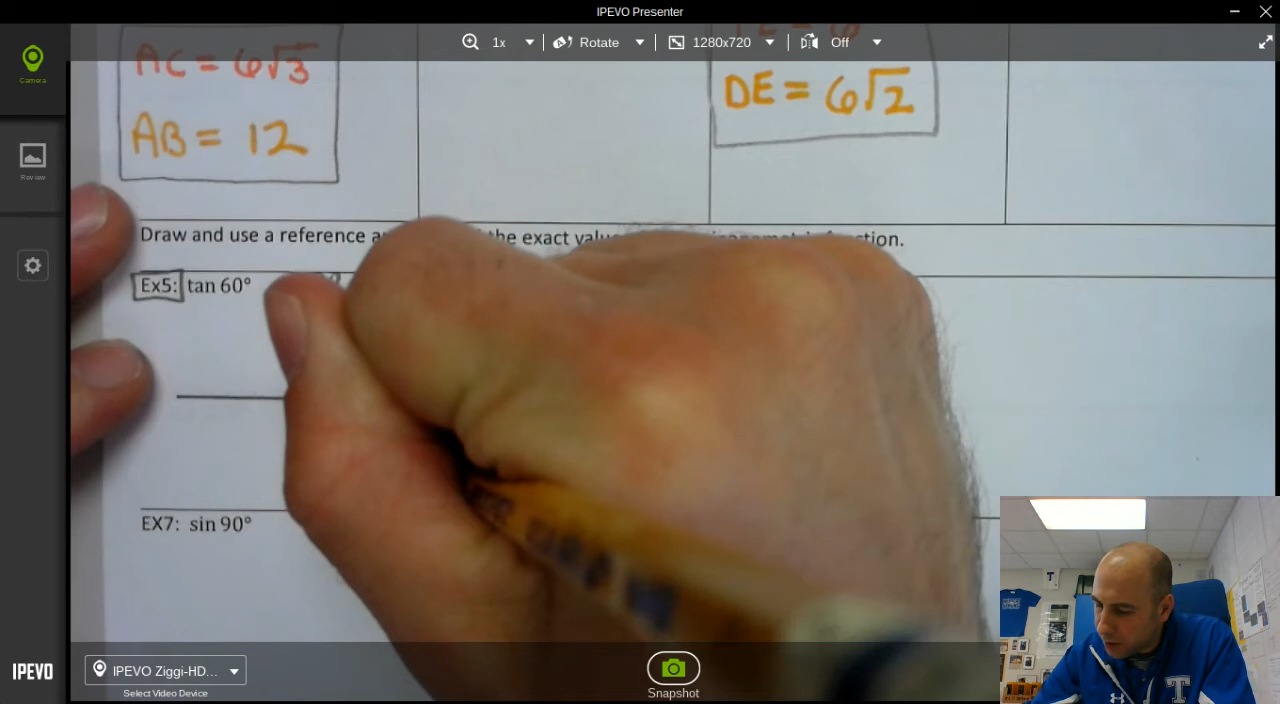 IPEVO Presenter
1x Rotate 1280x720 Off
Camera
Review
AC = 6√3
AB = 12
DE = 6√2
Draw and use a reference the exact function.
Ex5: tan 60°
EX7: sin 90°
IPEVO
IPEVO Ziggi-HD...
Select Video Device
Snapshot
T
T